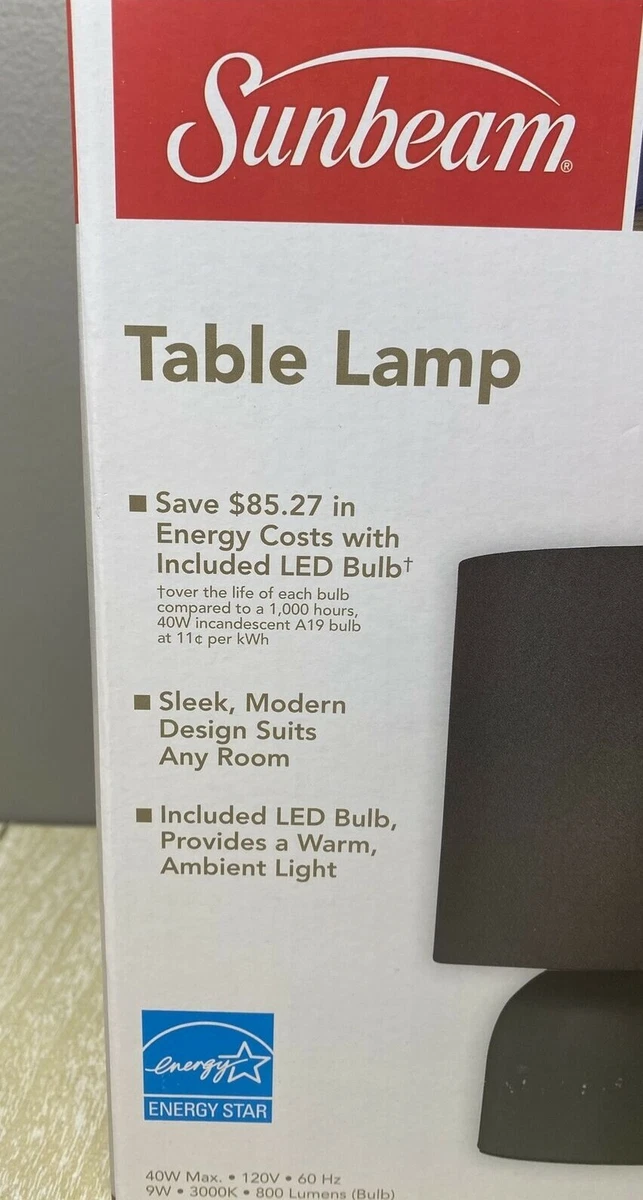 Sunbeam®
Table Lamp
■ Save $85.27 in
Energy Costs with
Included LED Bulb†
†over the life of each bulb
compared to a 1,000 hours,
40W incandescent A19 bulb
at 11¢ per kWh
■ Sleek, Modern
Design Suits
Any Room
■ Included LED Bulb,
Provides a Warm,
Ambient Light
energy
ENERGY STAR
40W Max. • 120V • 60 Hz
9W • 3000K • 800 Lumens (Bulb)